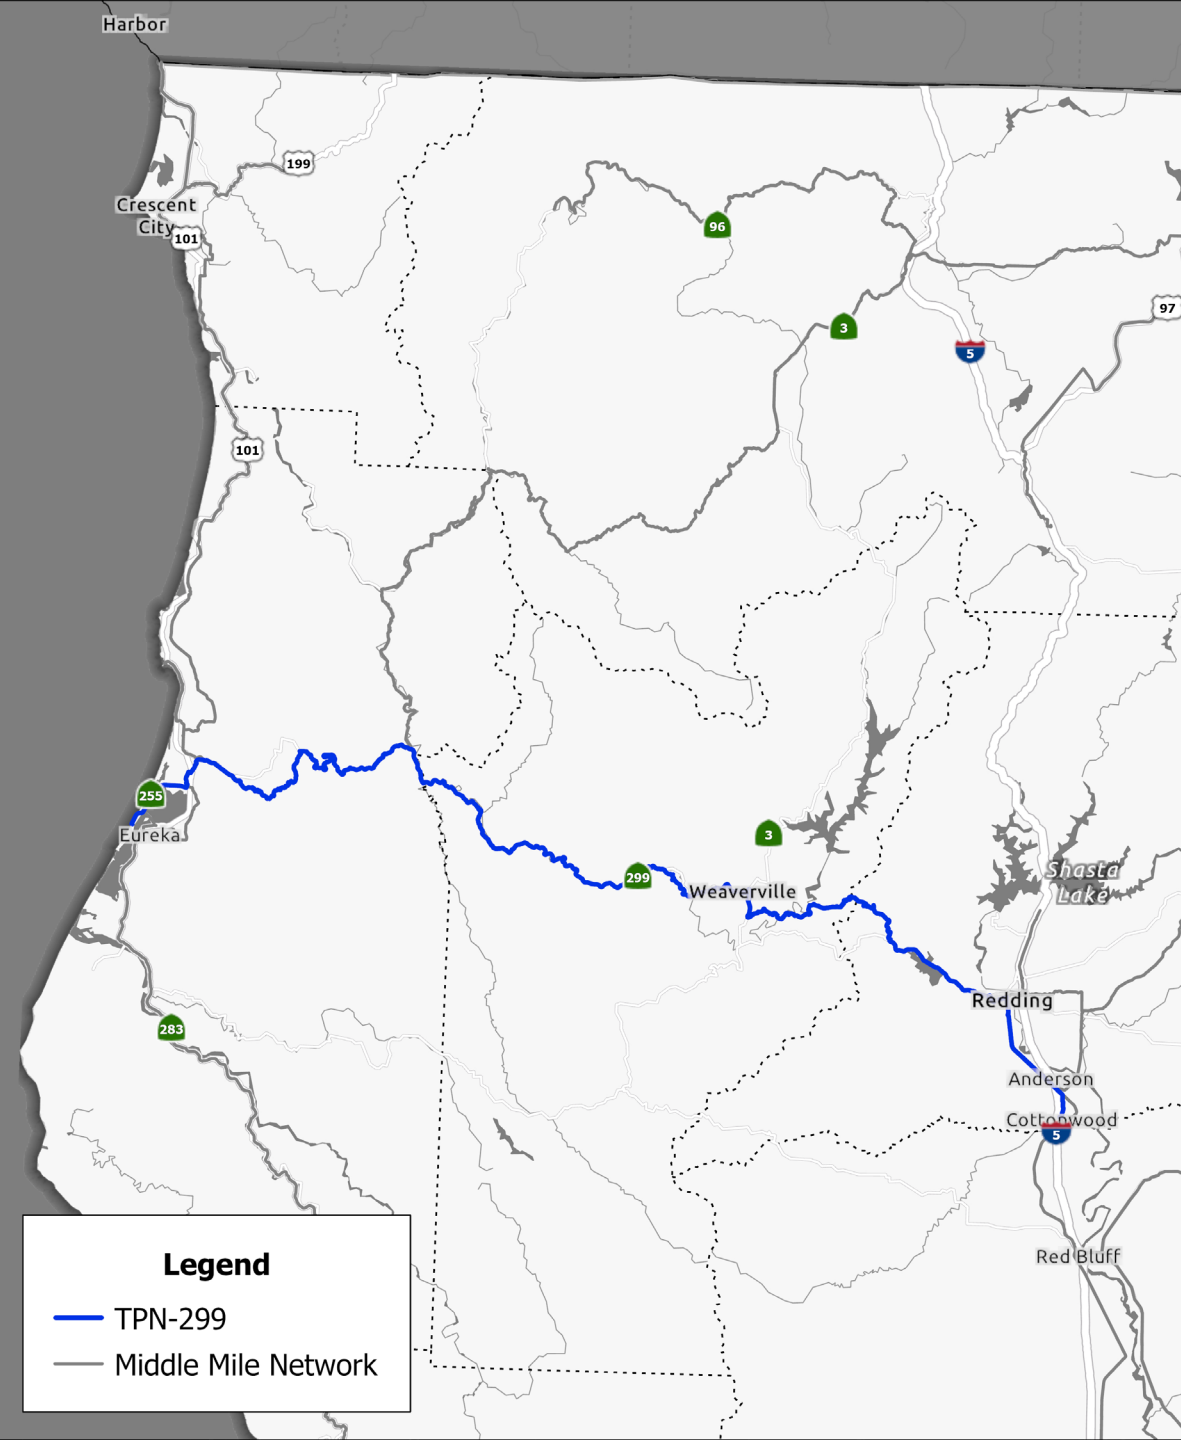 Harbor
199
Crescent
City
101
96
3
97
5
101
255
Eureka
3
299
Weaverville
Shasta
Lake
Redding
283
Anderson
Cottonwood
5
Red Bluff
Legend
TPN-299
Middle Mile Network